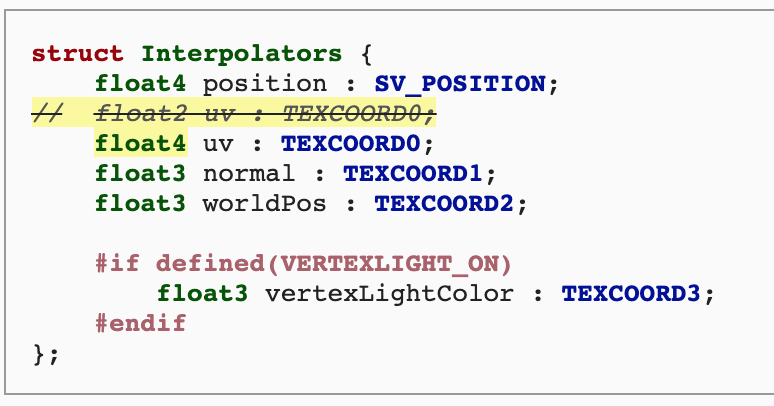 struct Interpolators {
    float4 position : SV_POSITION;
//  float2 uv : TEXCOORD0;
    float4 uv : TEXCOORD0;
    float3 normal : TEXCOORD1;
    float3 worldPos : TEXCOORD2;

    #if defined(VERTEXLIGHT_ON)
        float3 vertexLightColor : TEXCOORD3;
    #endif
};